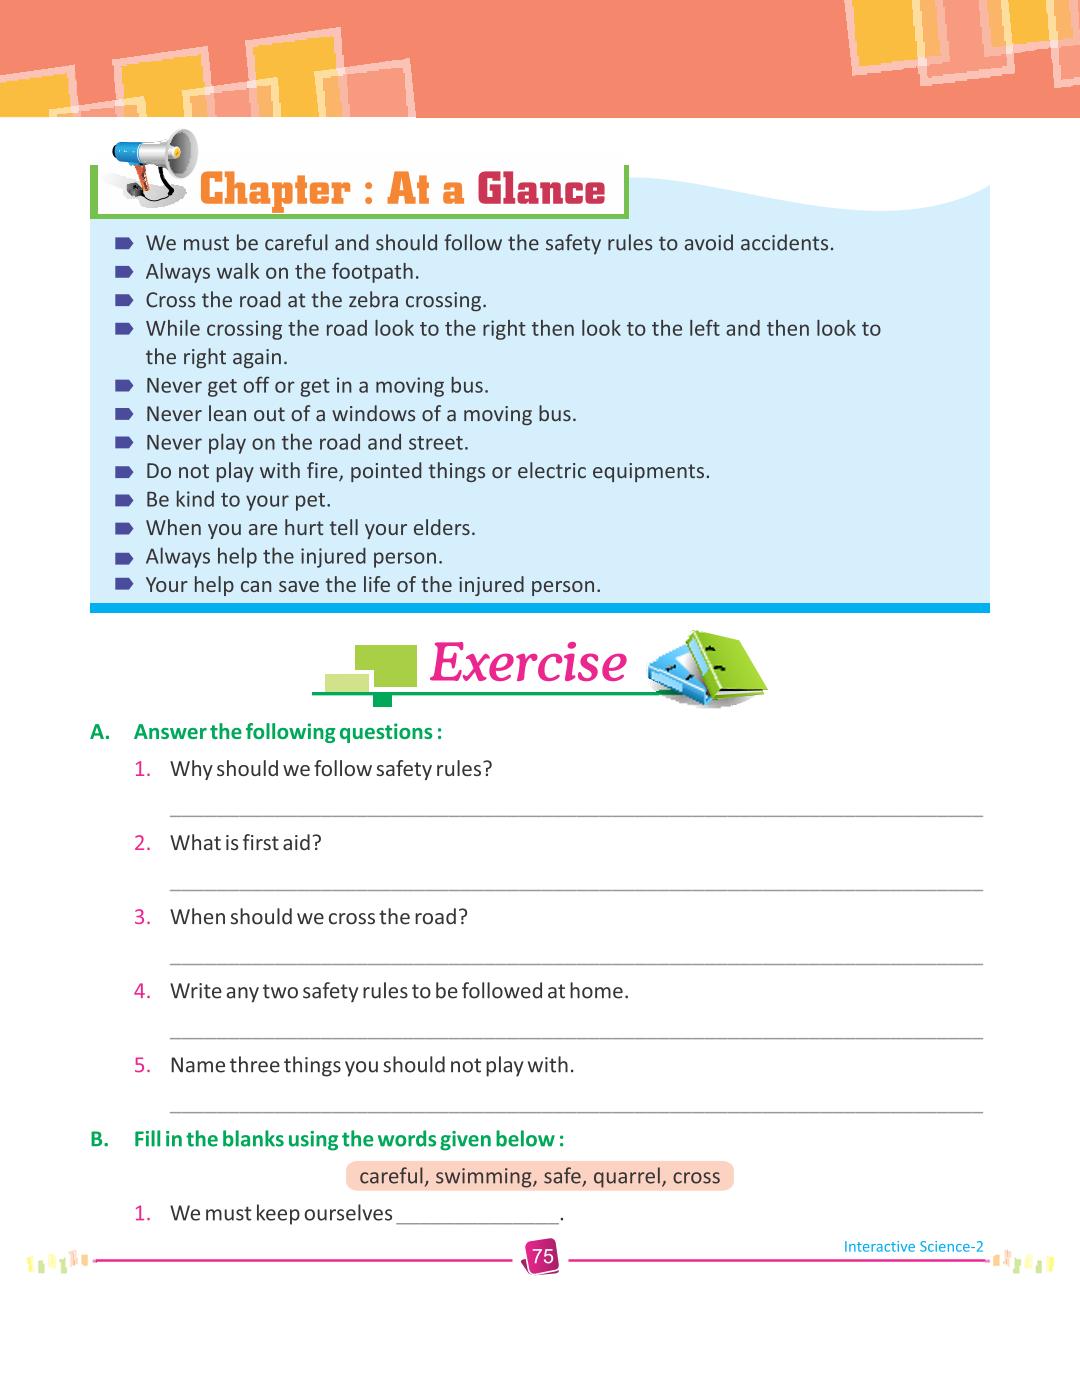 Chapter : At a Glance
We must be careful and should follow the safety rules to avoid accidents.
Always walk on the footpath.
Cross the road at the zebra crossing.
While crossing the road look to the right then look to the left and then look to
the right again.
Never get off or get in a moving bus.
Never lean out of a windows of a moving bus.
Never play on the road and street.
Do not play with fire, pointed things or electric equipments.
Be kind to your pet.
When you are hurt tell your elders.
Always help the injured person.
Your help can save the life of the injured person.
Exercise
A. Answer the following questions :
1. Why should we follow safety rules?
2. What is first aid?
3. When should we cross the road?
4. Write any two safety rules to be followed at home.
5. Name three things you should not play with.
B. Fill in the blanks using the words given below :
careful, swimming, safe, quarrel, cross
1. We must keep ourselves ______________.
Interactive Science-2
75